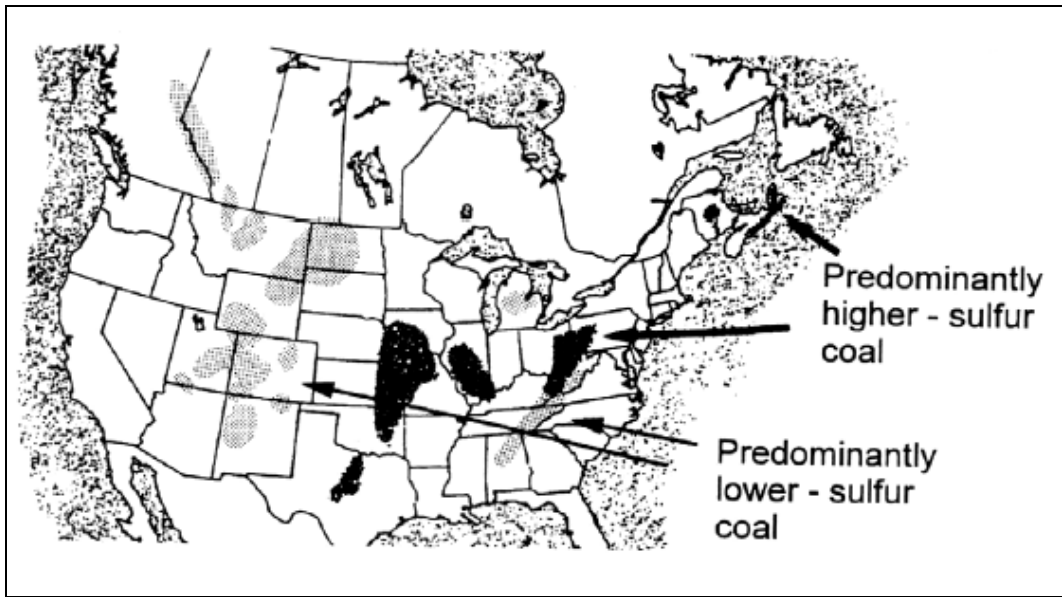 Predominantly
higher - sulfur
coal
Predominantly
lower - sulfur
coal